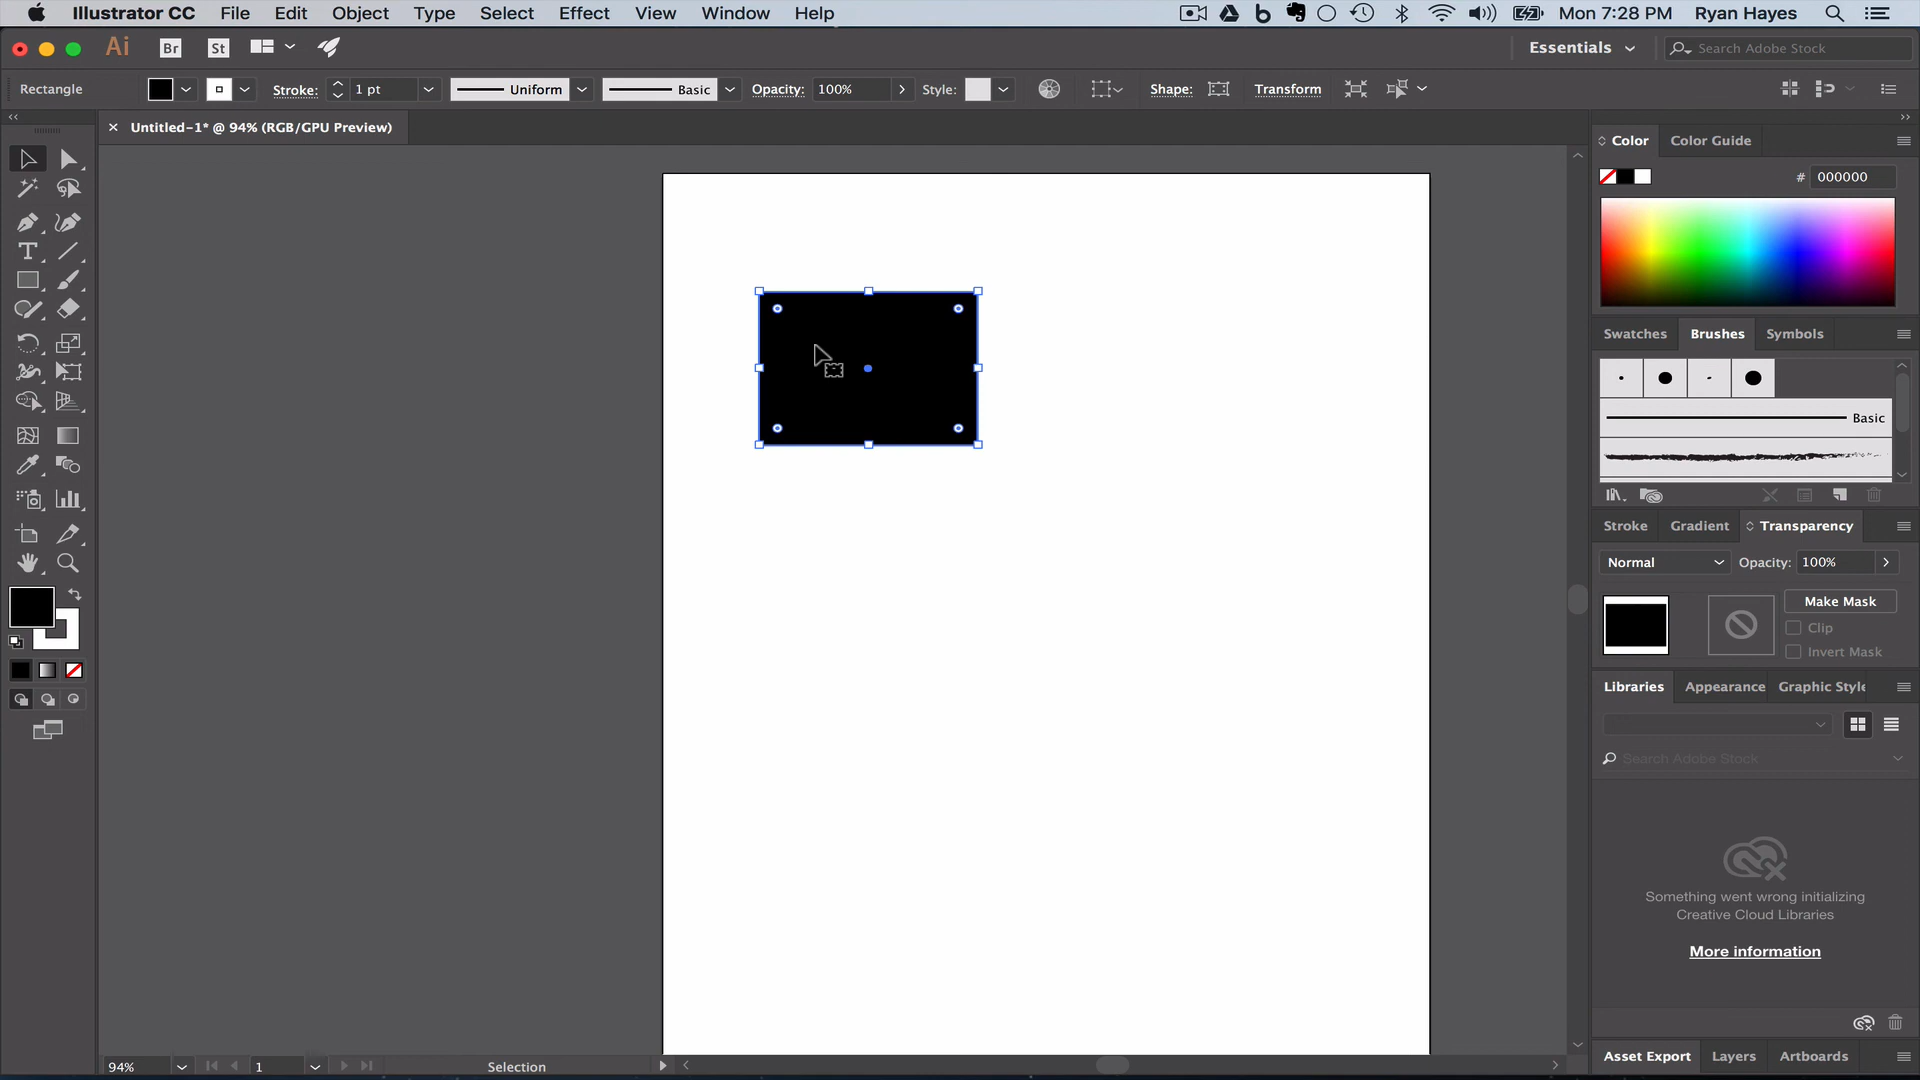 Illustrator CC File Edit Object Type Select Effect View Window Help Mon 7:28 PM Ryan Hayes
Ai Br St Essentials Search Adobe Stock
Rectangle Stroke: 1 pt Uniform Basic Opacity: 100% Style: Shape: Transform
Untitled-1* @ 94% (RGB/GPU Preview)
Color Color Guide
# 000000
Swatches Brushes Symbols
Basic
Stroke Gradient Transparency
Normal Opacity: 100%
Make Mask
Clip
Invert Mask
Libraries Appearance Graphic Style
Search Adobe Stock
Something went wrong initializing
Creative Cloud Libraries
More information
Asset Export Layers Artboards
94% 1 Selection